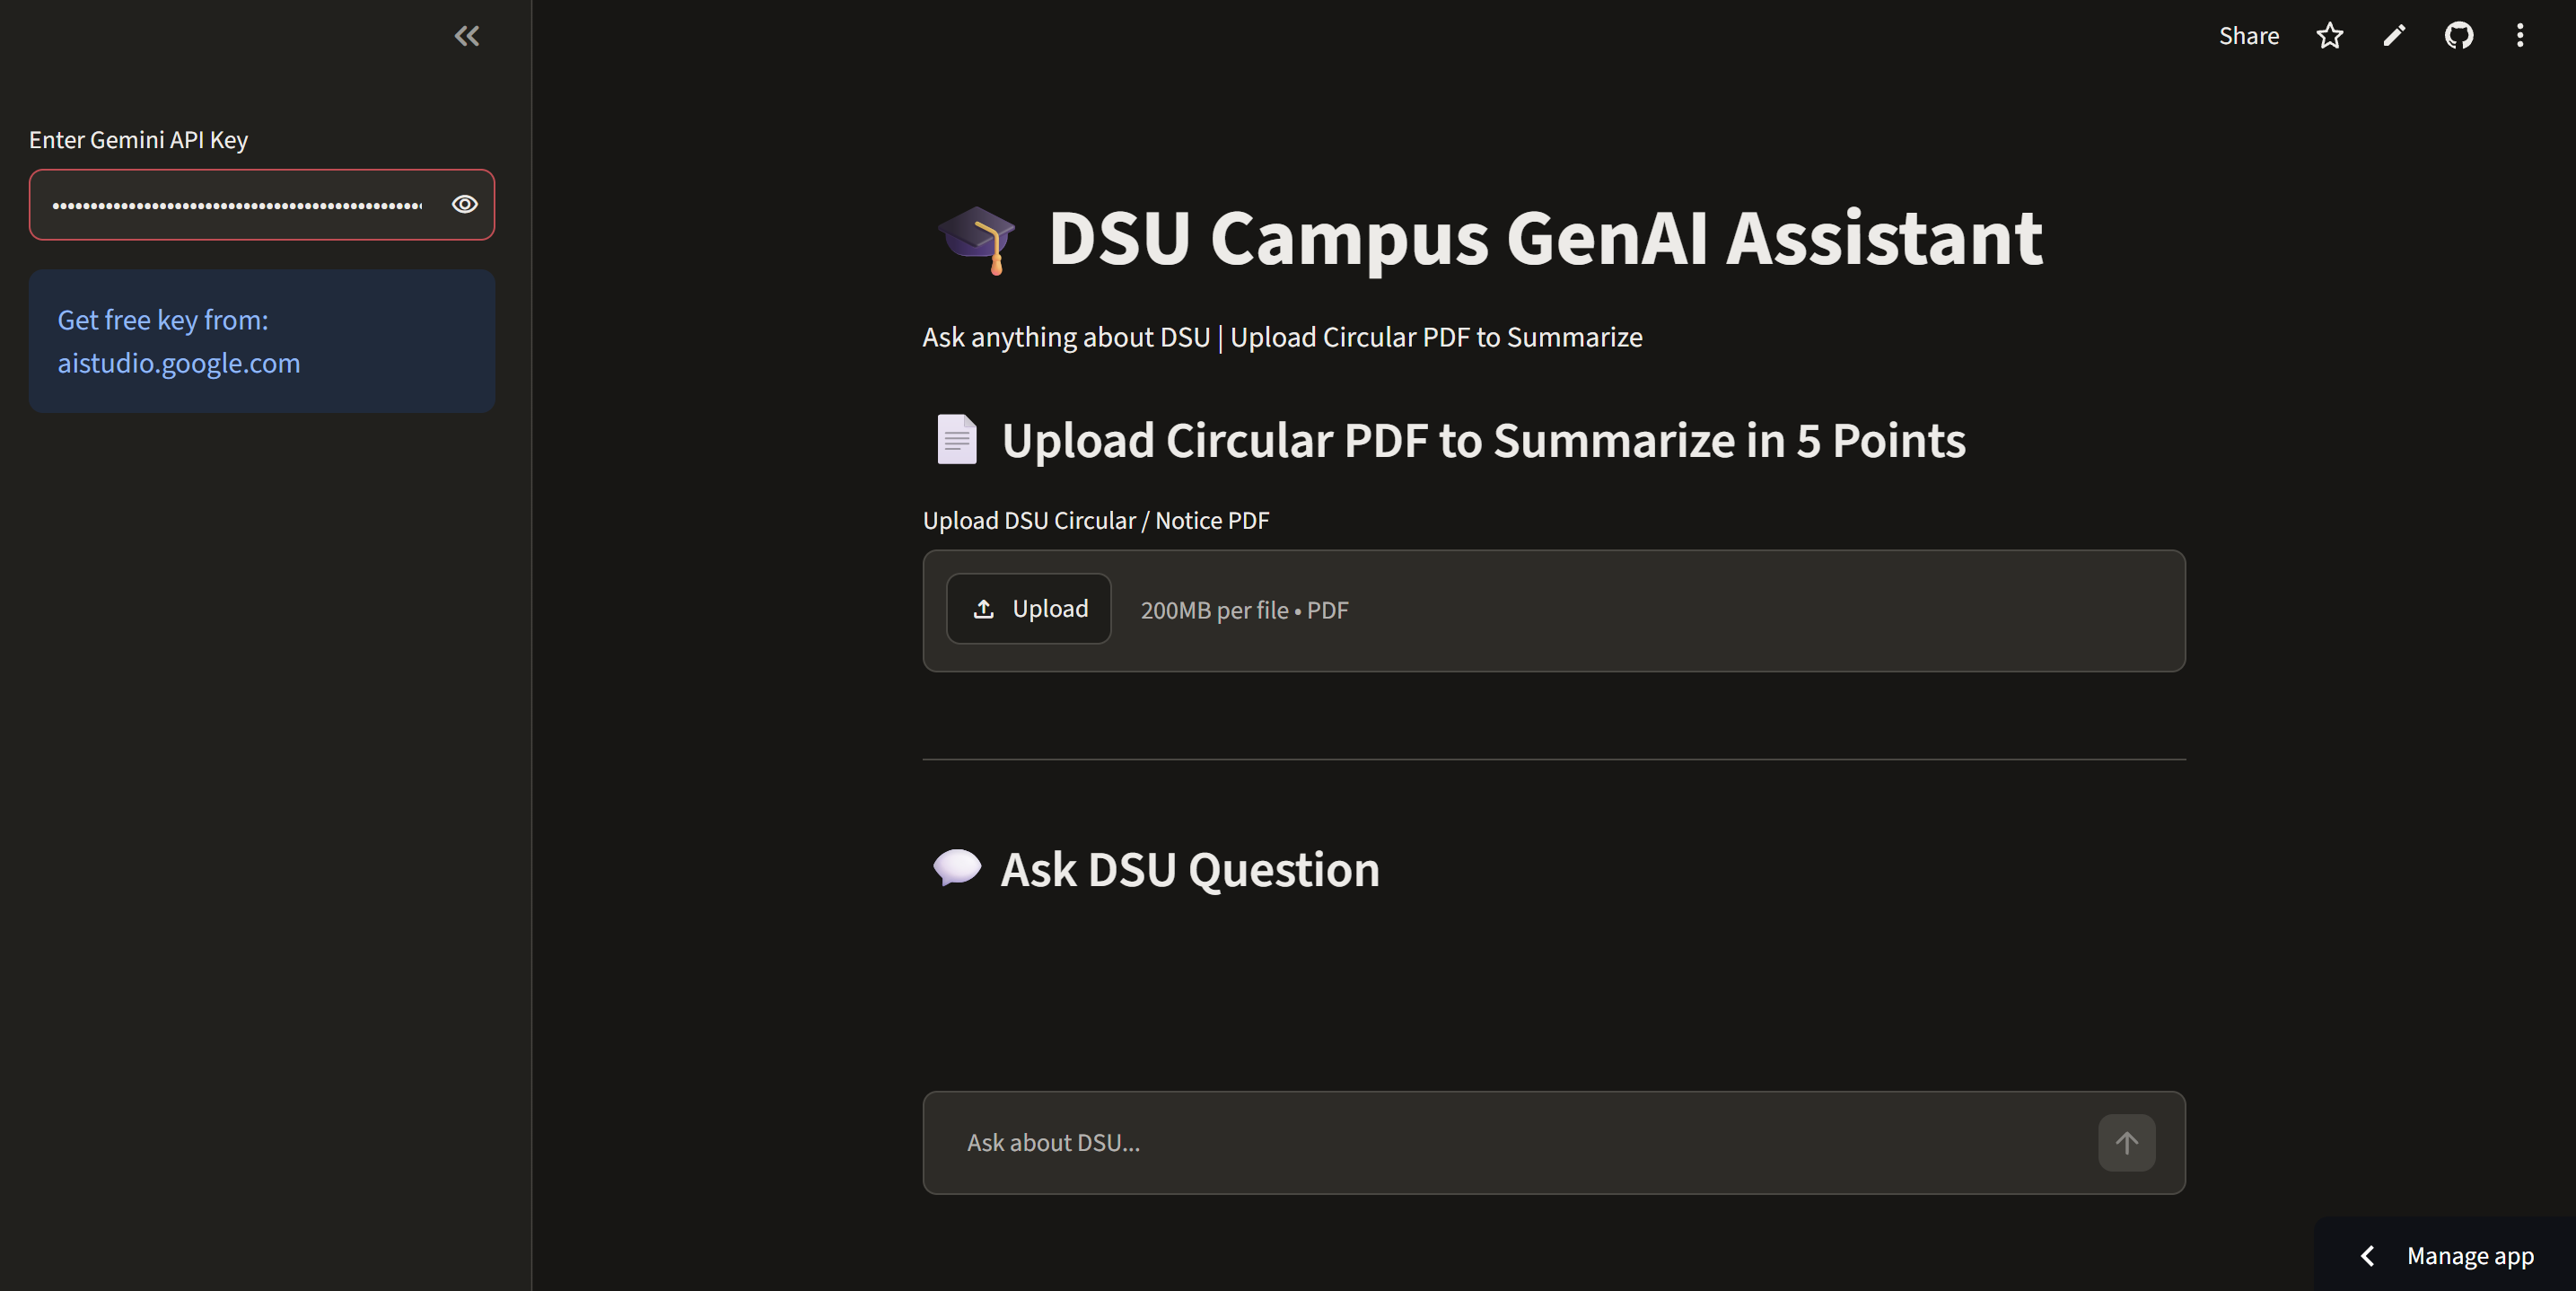 Share
Enter Gemini API Key
Get free key from:
aistudio.google.com
🎓 DSU Campus GenAI Assistant
Ask anything about DSU | Upload Circular PDF to Summarize
📄 Upload Circular PDF to Summarize in 5 Points
Upload DSU Circular / Notice PDF
Upload 200MB per file • PDF
💬 Ask DSU Question
Ask about DSU...
Manage app